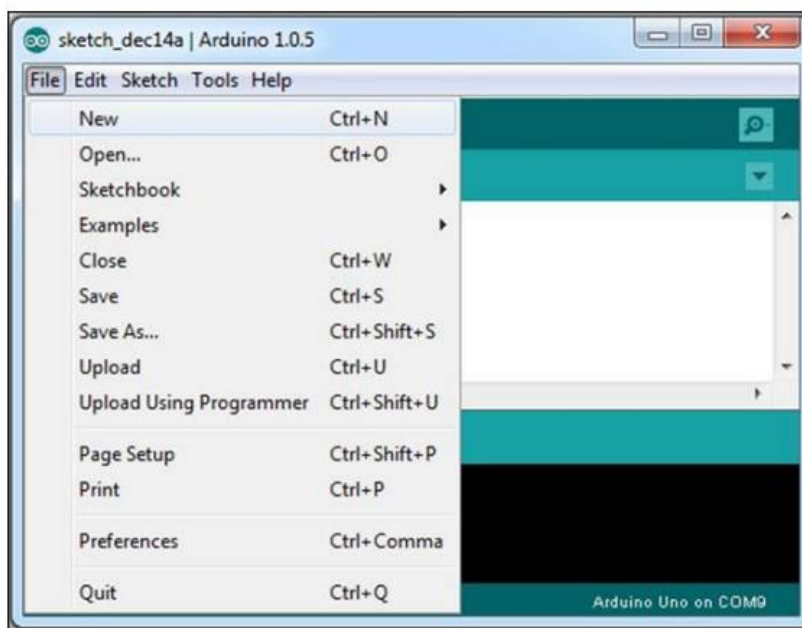 sketch_dec14a | Arduino 1.0.5
File Edit Sketch Tools Help
New Ctrl+N
Open... Ctrl+O
Sketchbook
Examples
Close Ctrl+W
Save Ctrl+S
Save As... Ctrl+Shift+S
Upload Ctrl+U
Upload Using Programmer Ctrl+Shift+U
Page Setup Ctrl+Shift+P
Print Ctrl+P
Preferences Ctrl+Comma
Quit Ctrl+Q
Arduino Uno on COM9